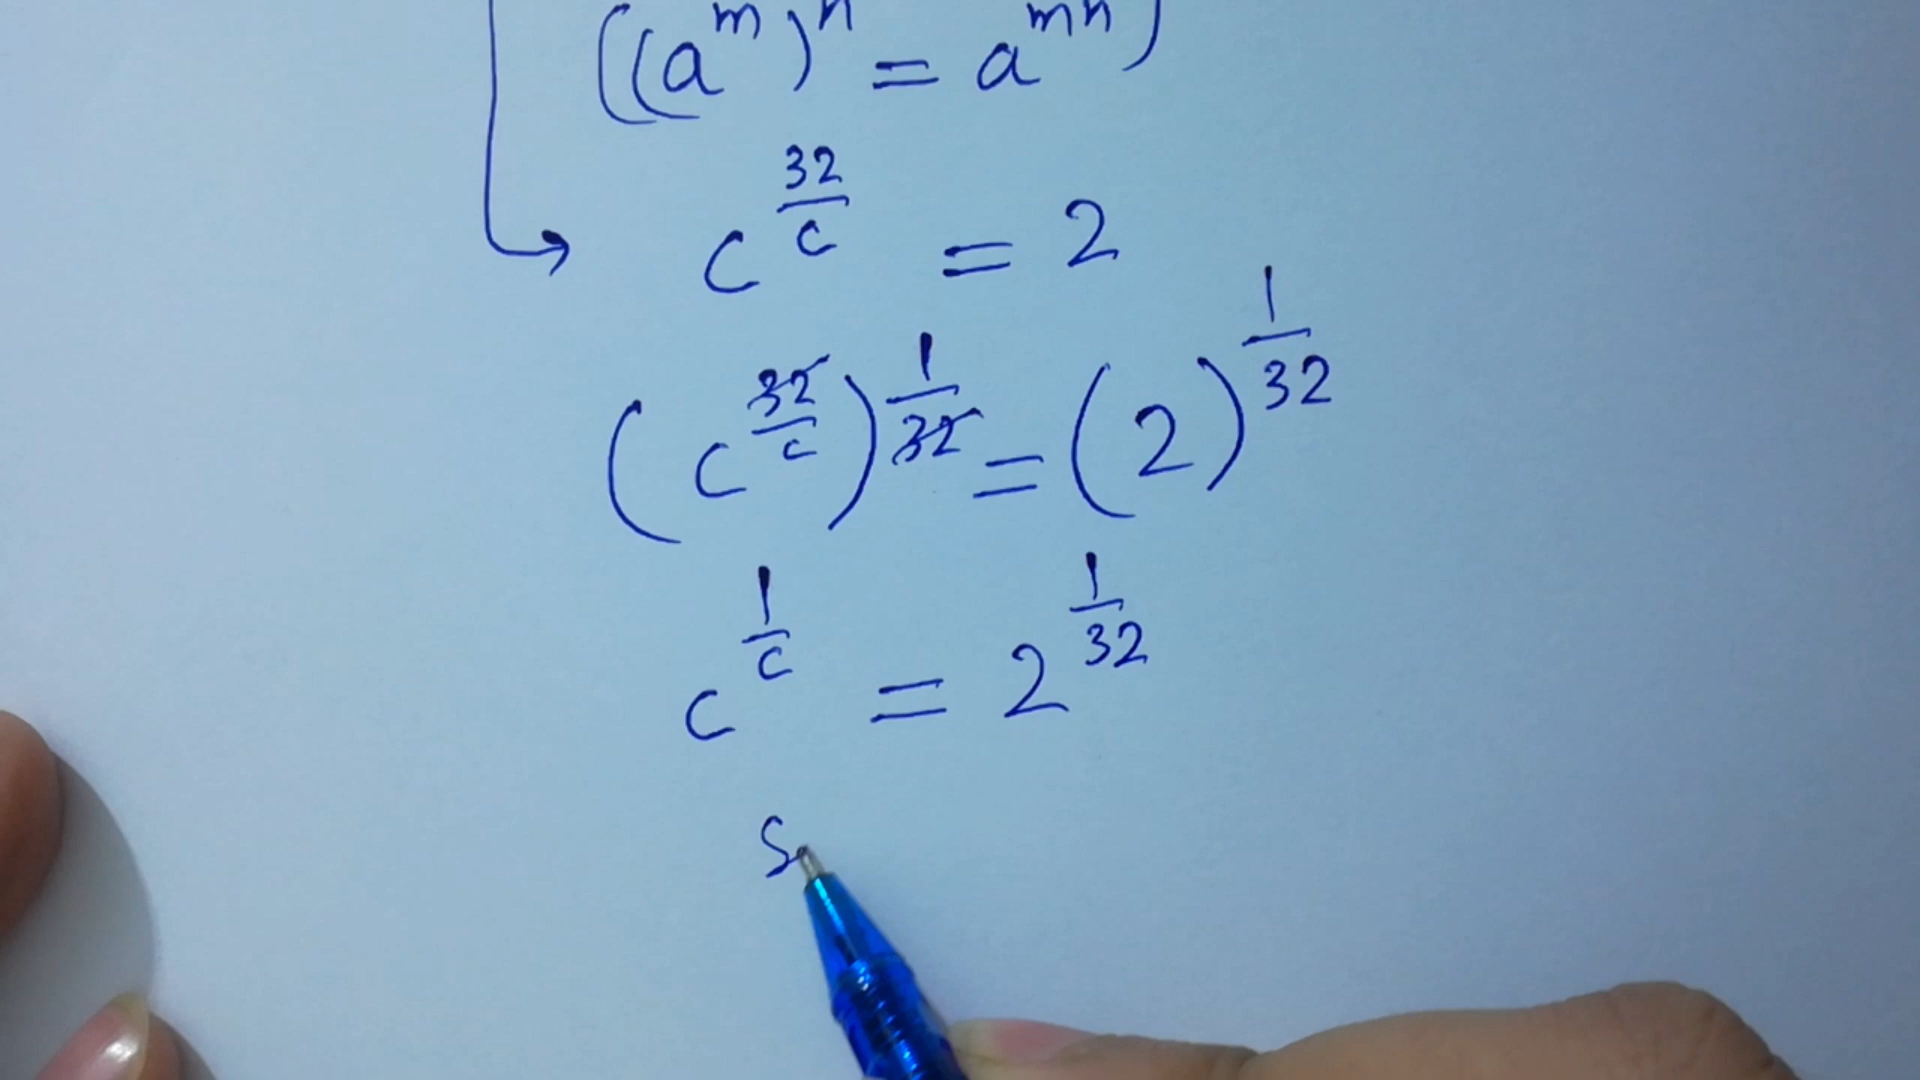 ((a^m)^n = a^{mn})
c^{32/c} = 2
(c^{32/c})^{1/32} = (2)^{1/32}
c^{1/c} = 2^{1/32}
S